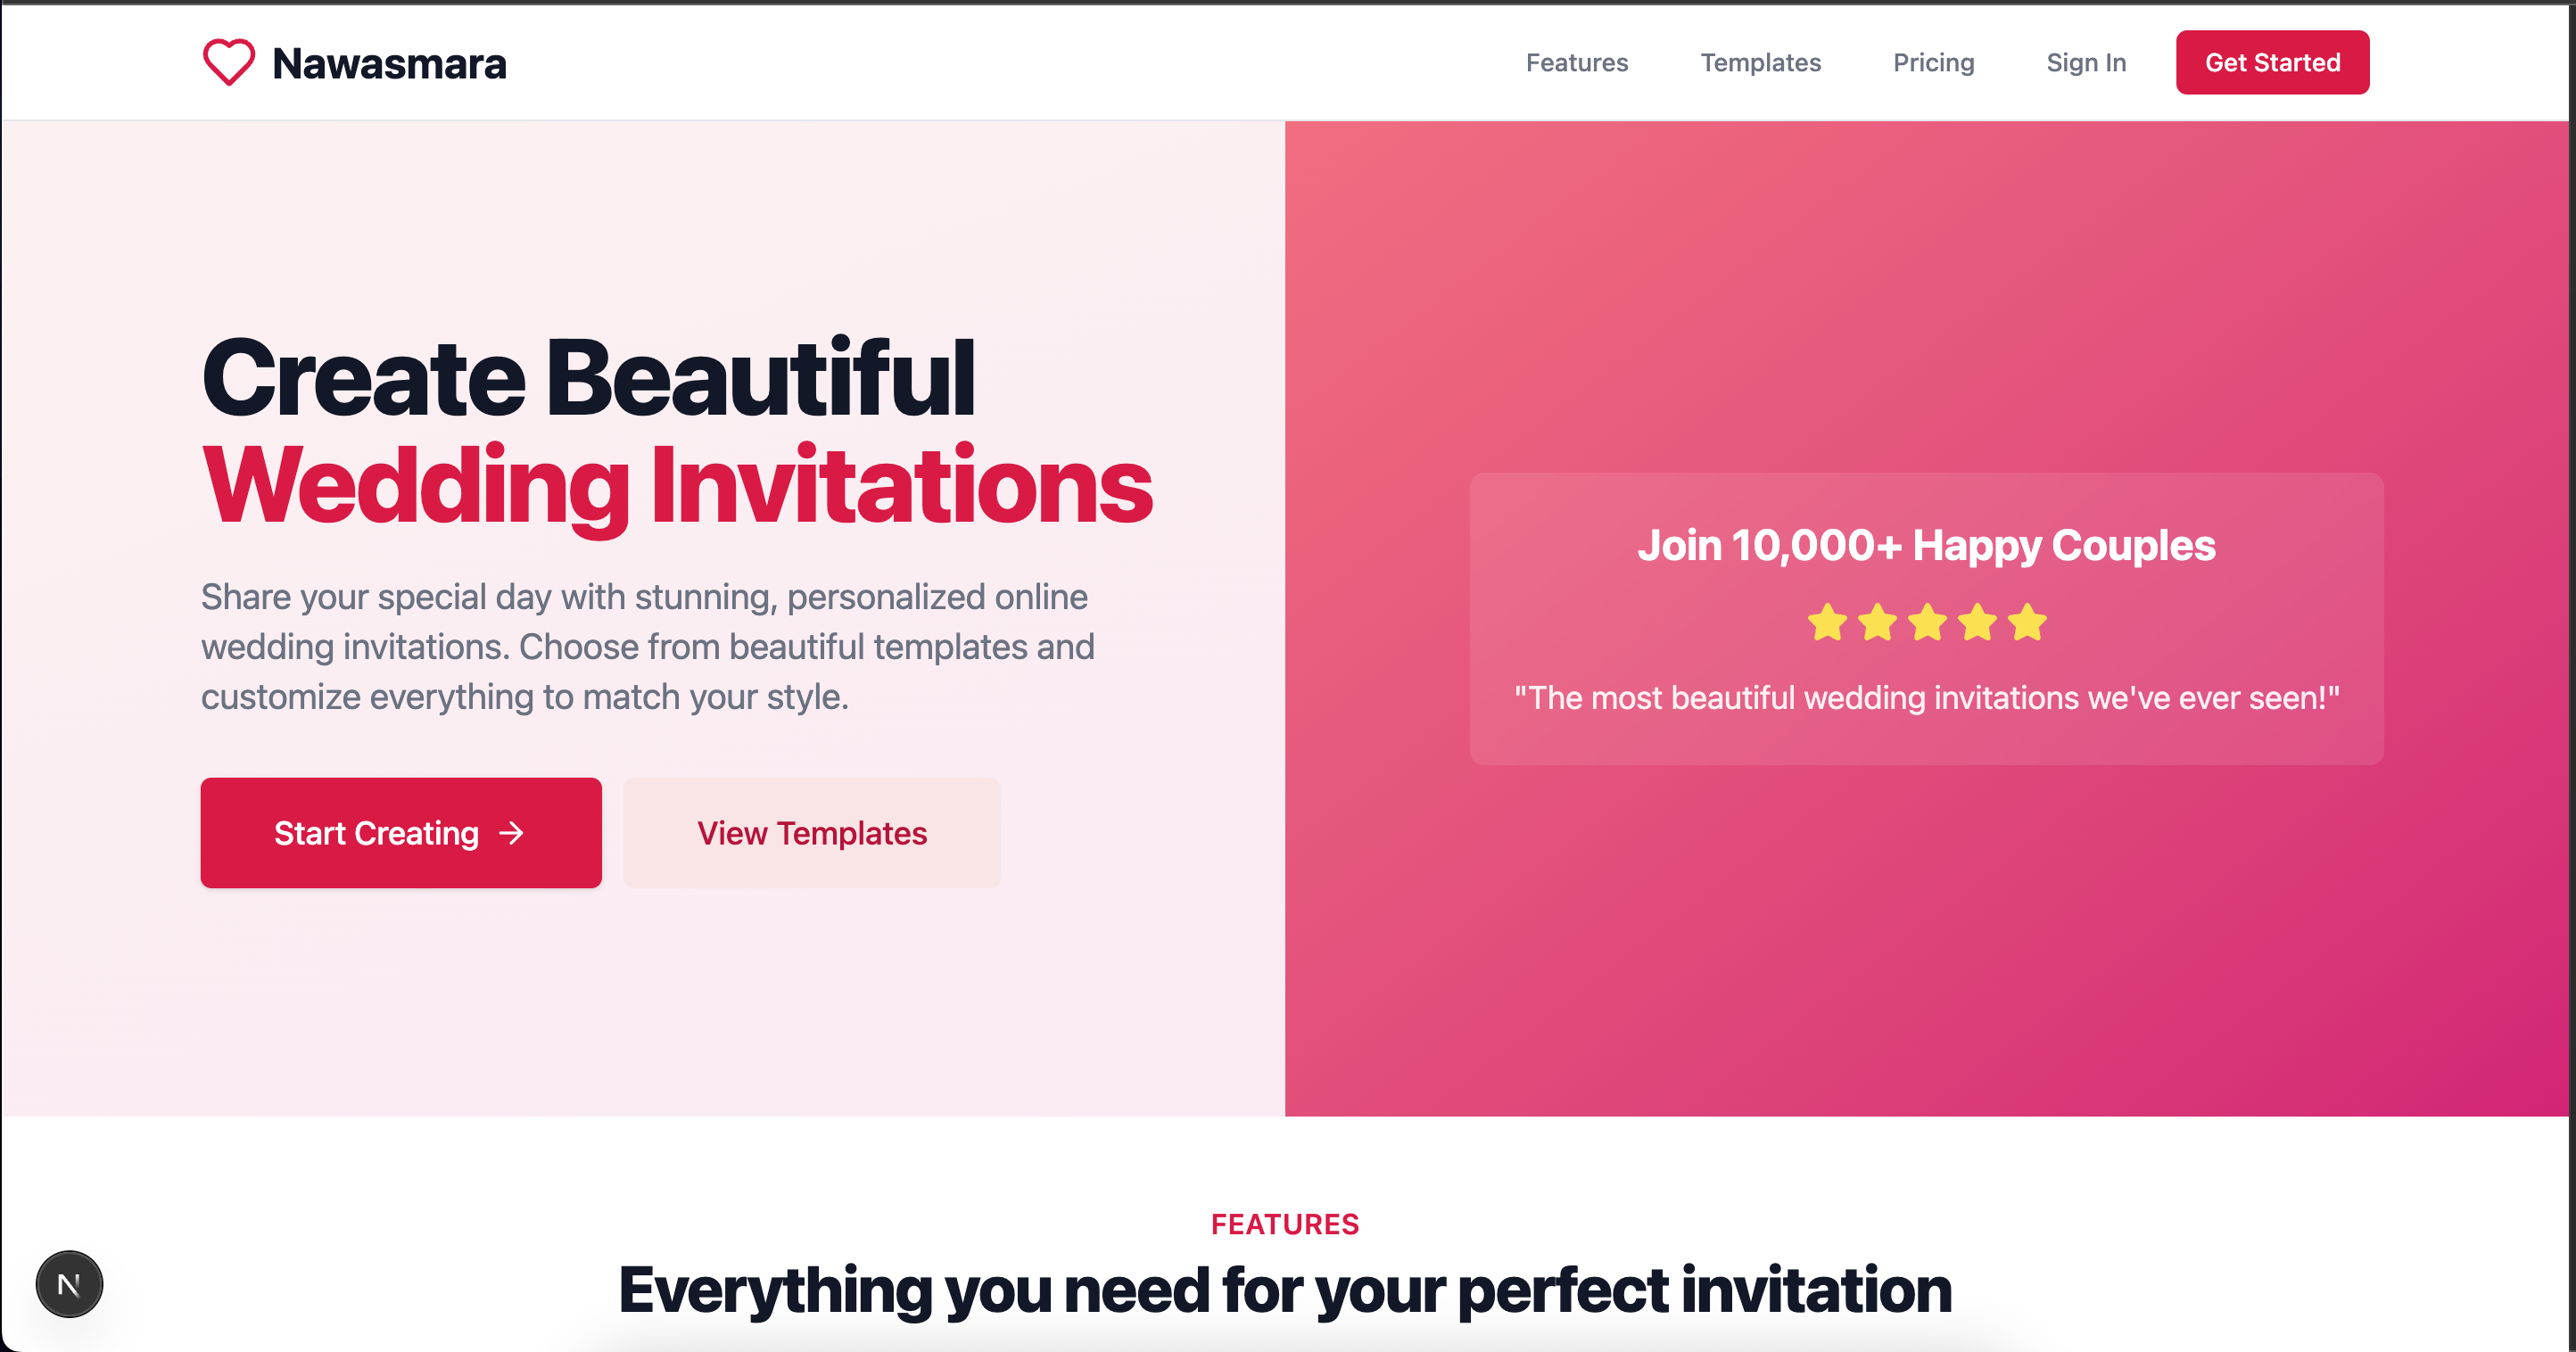 Nawasmara
Features
Templates
Pricing
Sign In
Get Started
Create Beautiful
Wedding Invitations
Share your special day with stunning, personalized online
wedding invitations. Choose from beautiful templates and
customize everything to match your style.
Start Creating →
View Templates
Join 10,000+ Happy Couples
"The most beautiful wedding invitations we've ever seen!"
FEATURES
Everything you need for your perfect invitation
N